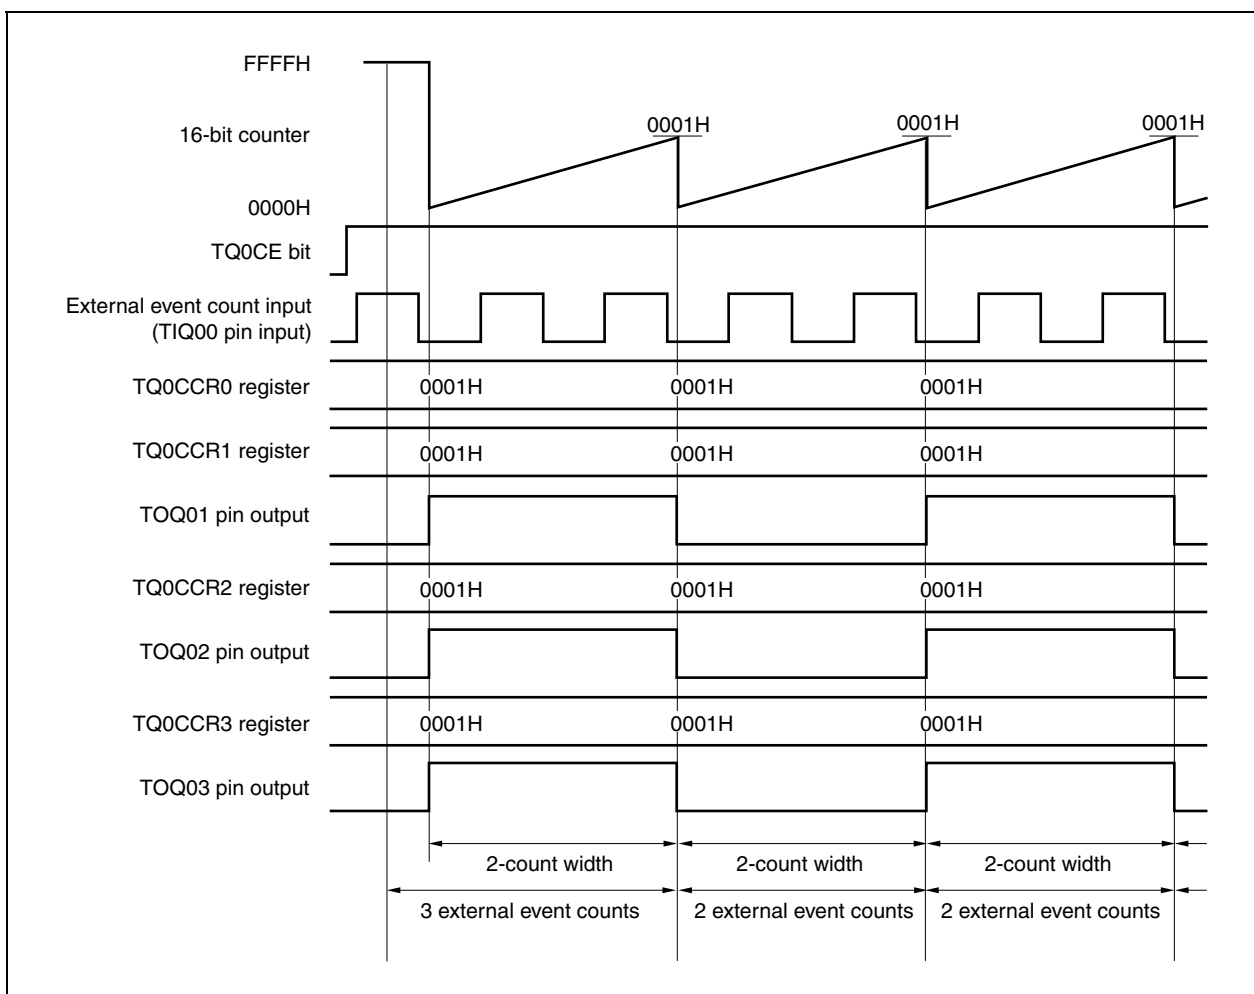 FFFFH
16-bit counter
0001H 0001H 0001H
0000H
TQ0CE bit
External event count input
(TIQ00 pin input)
TQ0CCR0 register 0001H 0001H 0001H
TQ0CCR1 register 0001H 0001H 0001H
TOQ01 pin output
TQ0CCR2 register 0001H 0001H 0001H
TOQ02 pin output
TQ0CCR3 register 0001H 0001H 0001H
TOQ03 pin output
2-count width 2-count width 2-count width
3 external event counts 2 external event counts 2 external event counts